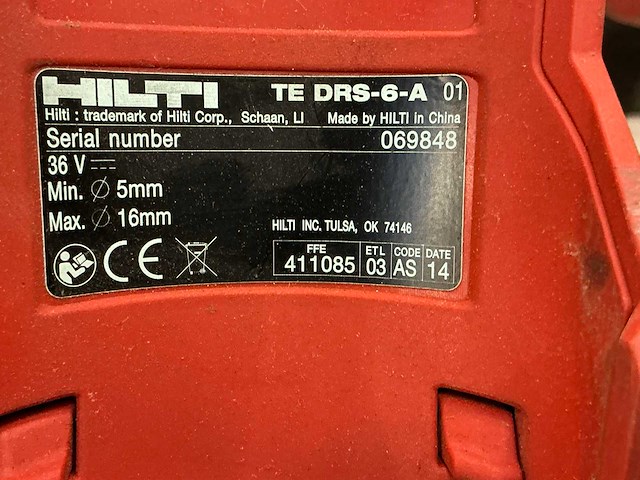 HILTI TE DRS-6-A 01
Hilti : trademark of Hilti Corp., Schaan, LI Made by HILTI in China
Serial number 069848
36 V ⎓
Min. ∅ 5mm
Max. ∅ 16mm
HILTI INC. TULSA, OK 74146
FFE ETL CODE DATE
411085 03 AS 14
CE